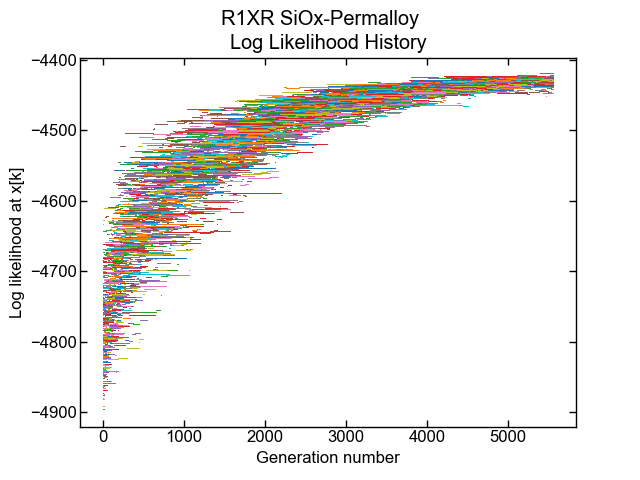 R1XR SiOx-Permalloy
Log Likelihood History
Log likelihood at x[k]
−4400
−4500
−4600
−4700
−4800
−4900
0 1000 2000 3000 4000 5000
Generation number